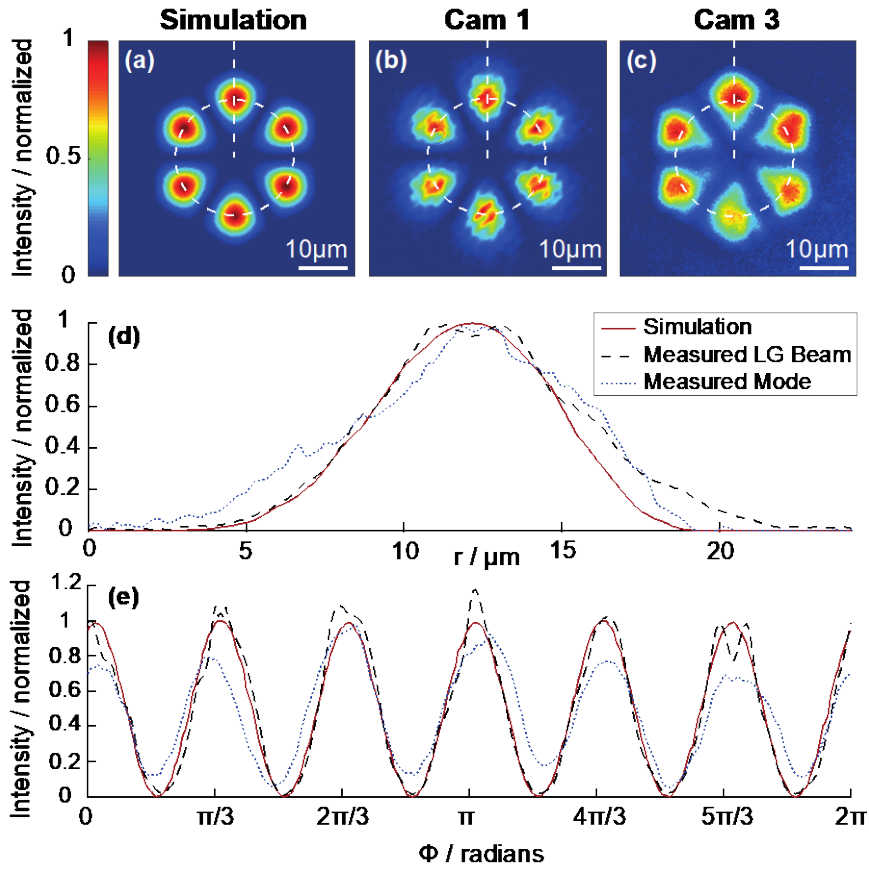 Simulation Cam 1 Cam 3
Intensity / normalized
1
0.5
0
(a)
10μm
(b)
10μm
(c)
10μm
Intensity / normalized
1
0.8
0.6
0.4
0.2
0
(d)
Simulation
Measured LG Beam
Measured Mode
0 5 10 15 20
r / μm
Intensity / normalized
1.2
1
0.8
0.6
0.4
0.2
0
(e)
0 π/3 2π/3 π 4π/3 5π/3 2π
Φ / radians